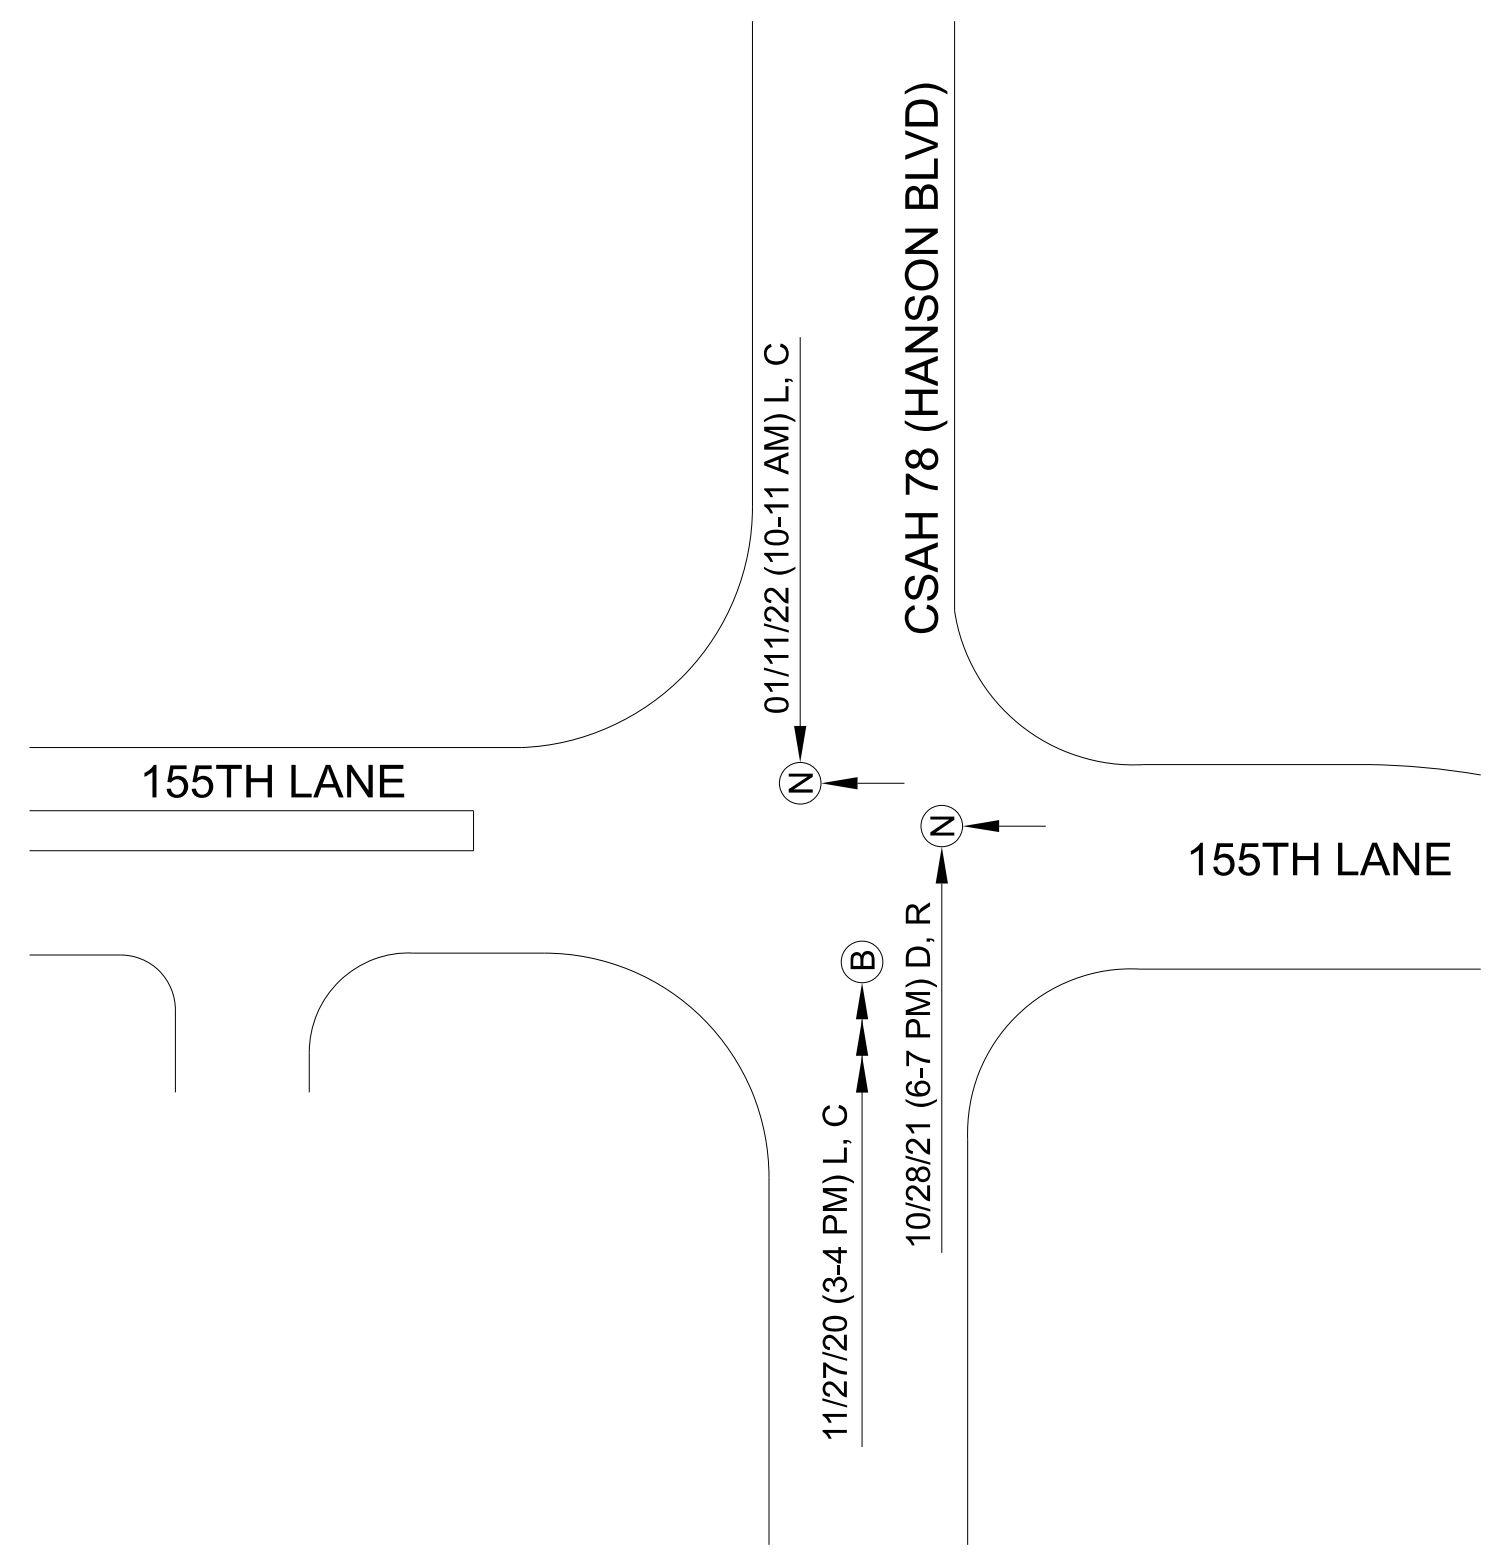 CSAH 78 (HANSON BLVD)
01/11/22 (10-11 AM) L, C
155TH LANE
N
N
155TH LANE
B
10/28/21 (6-7 PM) D, R
11/27/20 (3-4 PM) L, C